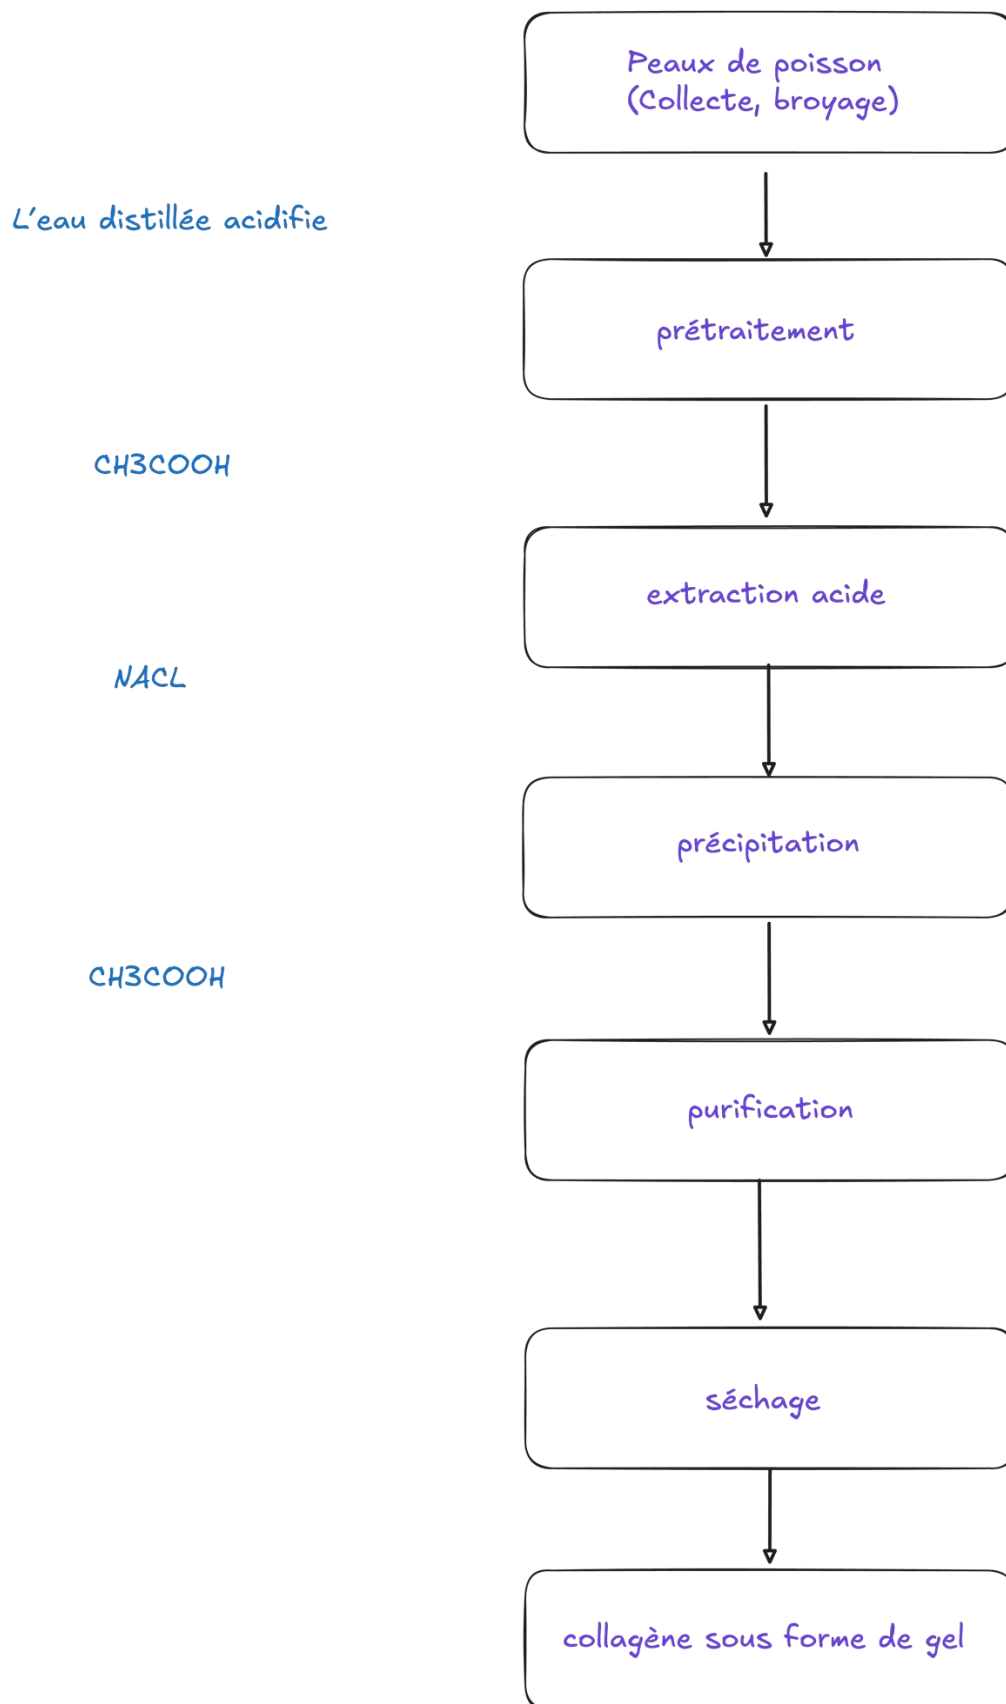 Peaux de poisson
(Collecte, broyage)
L'eau distillée acidifie
prétraitement
CH3COOH
extraction acide
NACL
précipitation
CH3COOH
purification
séchage
collagène sous forme de gel